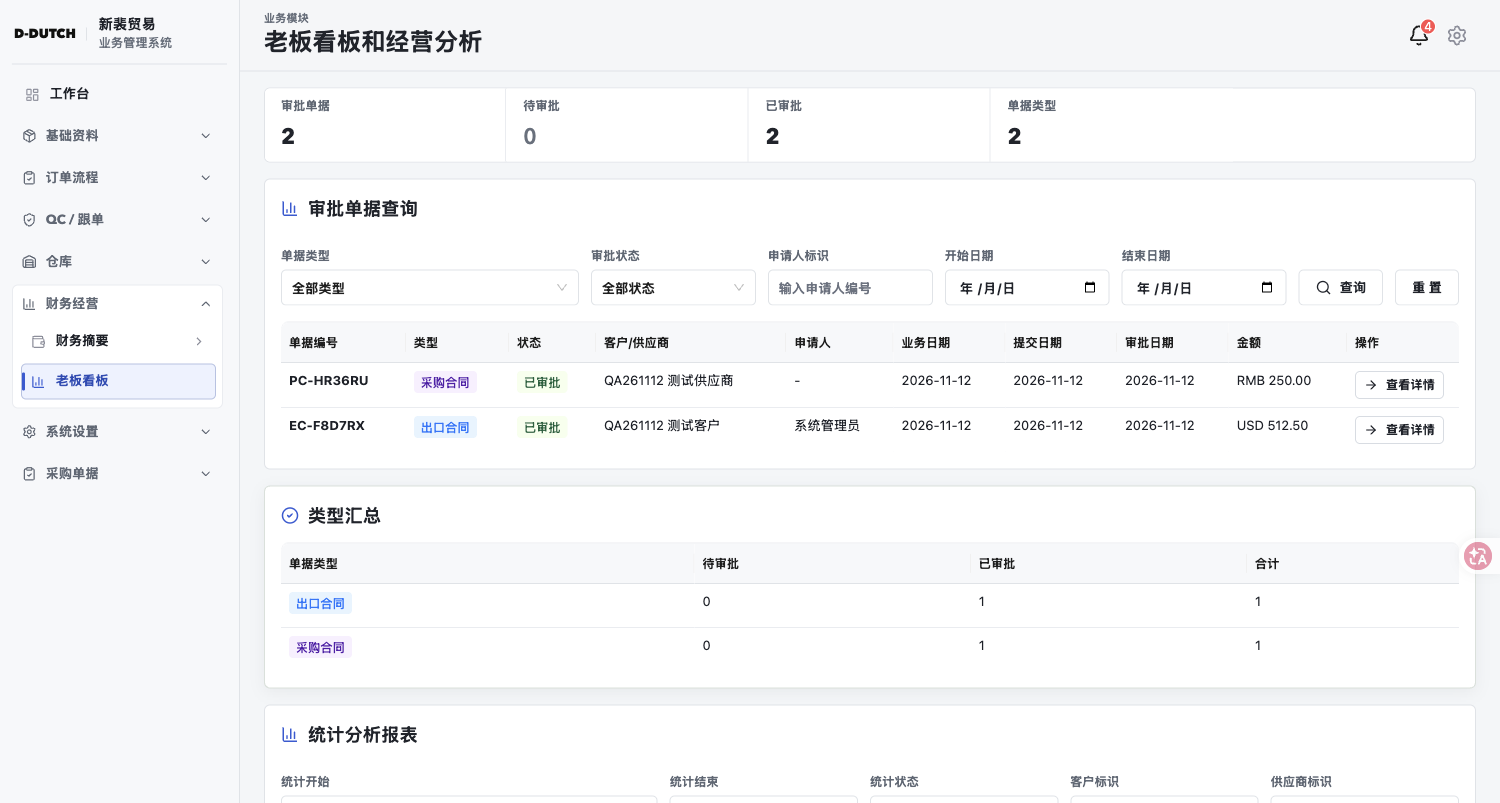 D-DUTCH
新裴贸易
业务管理系统
工作台
基础资料
订单流程
QC / 跟单
仓库
财务经营
财务摘要
老板看板
系统设置
采购单据
业务模块
老板看板和经营分析
4
审批单据
2
待审批
0
已审批
2
单据类型
2
审批单据查询
单据类型
全部类型
审批状态
全部状态
申请人标识
输入申请人编号
开始日期
年 /月/日
结束日期
年 /月/日
查询
重 置
单据编号 类型 状态 客户/供应商 申请人 业务日期 提交日期 审批日期 金额 操作
PC-HR36RU 采购合同 已审批 QA261112 测试供应商 - 2026-11-12 2026-11-12 2026-11-12 RMB 250.00 查看详情
EC-F8D7RX 出口合同 已审批 QA261112 测试客户 系统管理员 2026-11-12 2026-11-12 2026-11-12 USD 512.50 查看详情
类型汇总
单据类型 待审批 已审批 合计
出口合同 0 1 1
采购合同 0 1 1
统计分析报表
统计开始 统计结束 统计状态 客户标识 供应商标识